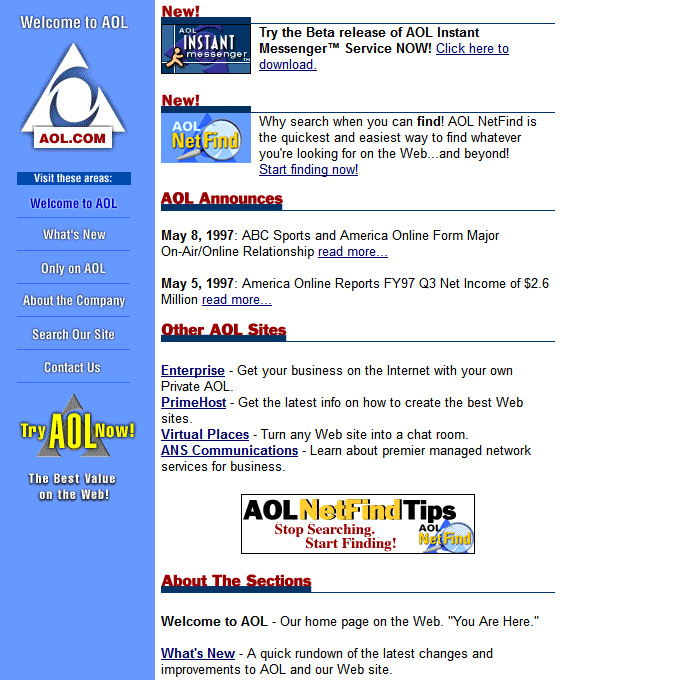 Welcome to AOL
AOL.COM
Visit these areas:
Welcome to AOL
What's New
Only on AOL
About the Company
Search Our Site
Contact Us
Try AOL Now!
The Best Value
on the Web!
New!
AOL
INSTANT
messenger
TM
Try the Beta release of AOL Instant
Messenger™ Service NOW! Click here to
download.
New!
AOL
NetFind
Why search when you can find! AOL NetFind is
the quickest and easiest way to find whatever
you're looking for on the Web...and beyond!
Start finding now!
AOL Announces
May 8, 1997: ABC Sports and America Online Form Major
On-Air/Online Relationship read more...
May 5, 1997: America Online Reports FY97 Q3 Net Income of $2.6
Million read more...
Other AOL Sites
Enterprise - Get your business on the Internet with your own
Private AOL.
PrimeHost - Get the latest info on how to create the best Web
sites.
Virtual Places - Turn any Web site into a chat room.
ANS Communications - Learn about premier managed network
services for business.
AOL NetFind Tips
Stop Searching.
Start Finding!
AOL
NetFind
About The Sections
Welcome to AOL - Our home page on the Web. "You Are Here."
What's New - A quick rundown of the latest changes and
improvements to AOL and our Web site.